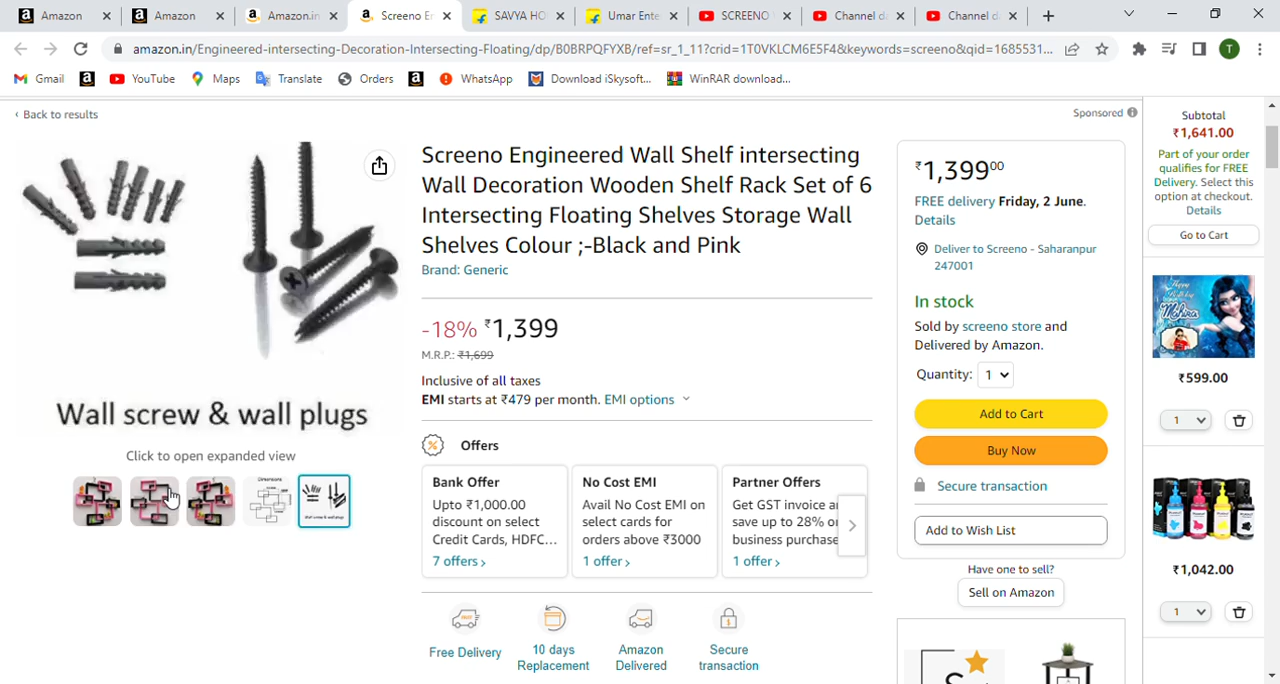 Amazon
Amazon
Amazon.in
Screeno E
SAVYA HO
Umar Ente
SCREENO
Channel d
Channel d
amazon.in/Engineered-intersecting-Decoration-Intersecting-Floating/dp/B0BRPQFYXB/ref=sr_1_11?crid=1T0VKLCM6E5F4&keywords=screeno&qid=1685531...
T
Gmail
YouTube
Maps
Translate
Orders
WhatsApp
Download iSkysoft...
WinRAR download...
‹ Back to results
Sponsored
Wall screw & wall plugs
Click to open expanded view
Dimensions
Screeno Engineered Wall Shelf intersecting
Wall Decoration Wooden Shelf Rack Set of 6
Intersecting Floating Shelves Storage Wall
Shelves Colour ;-Black and Pink
Brand: Generic
-18% ₹1,399
M.R.P.: ₹1,699
Inclusive of all taxes
EMI starts at ₹479 per month. EMI options
Offers
Bank Offer
Upto ₹1,000.00
discount on select
Credit Cards, HDFC...
7 offers ›
No Cost EMI
Avail No Cost EMI on
select cards for
orders above ₹3000
1 offer ›
Partner Offers
Get GST invoice a
save up to 28% o
business purchase
1 offer ›
Free Delivery
10 days
Replacement
Amazon
Delivered
Secure
transaction
₹1,399⁰⁰
FREE delivery Friday, 2 June.
Details
Deliver to Screeno - Saharanpur
247001
In stock
Sold by screeno store and
Delivered by Amazon.
Quantity: 1
Add to Cart
Buy Now
Secure transaction
Add to Wish List
Have one to sell?
Sell on Amazon
Subtotal
₹1,641.00
Part of your order
qualifies for FREE
Delivery. Select this
option at checkout.
Details
Go to Cart
Happy
Birthday
₹599.00
1
₹1,042.00
1